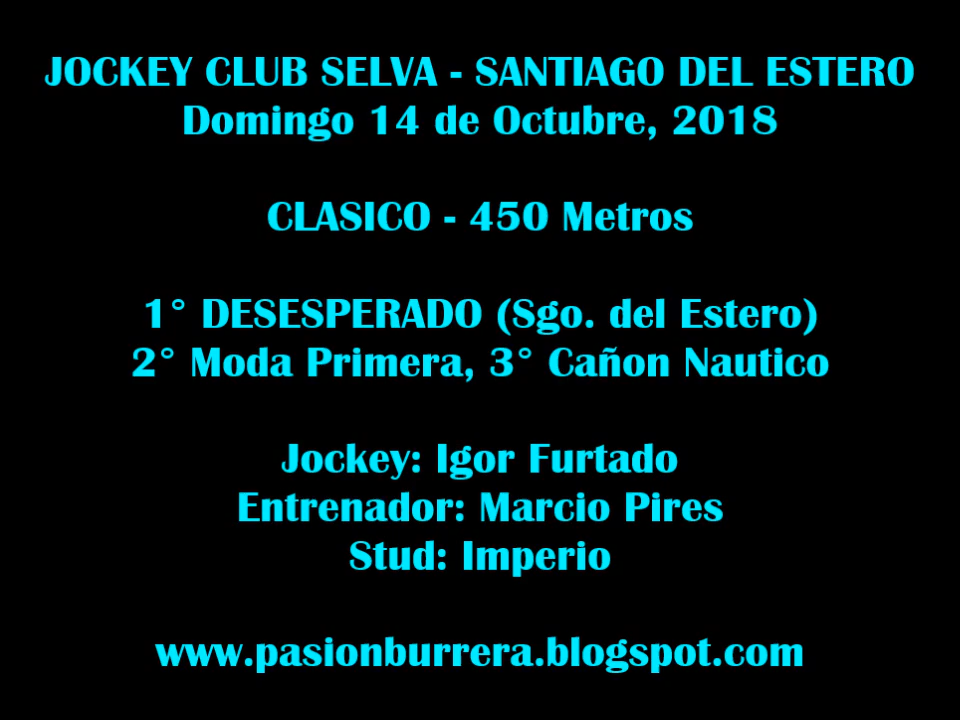 JOCKEY CLUB SELVA - SANTIAGO DEL ESTERO
Domingo 14 de Octubre, 2018
CLASICO - 450 Metros
1° DESESPERADO (Sgo. del Estero)
2° Moda Primera, 3° Cañon Nautico
Jockey: Igor Furtado
Entrenador: Marcio Pires
Stud: Imperio
www.pasionburrera.blogspot.com